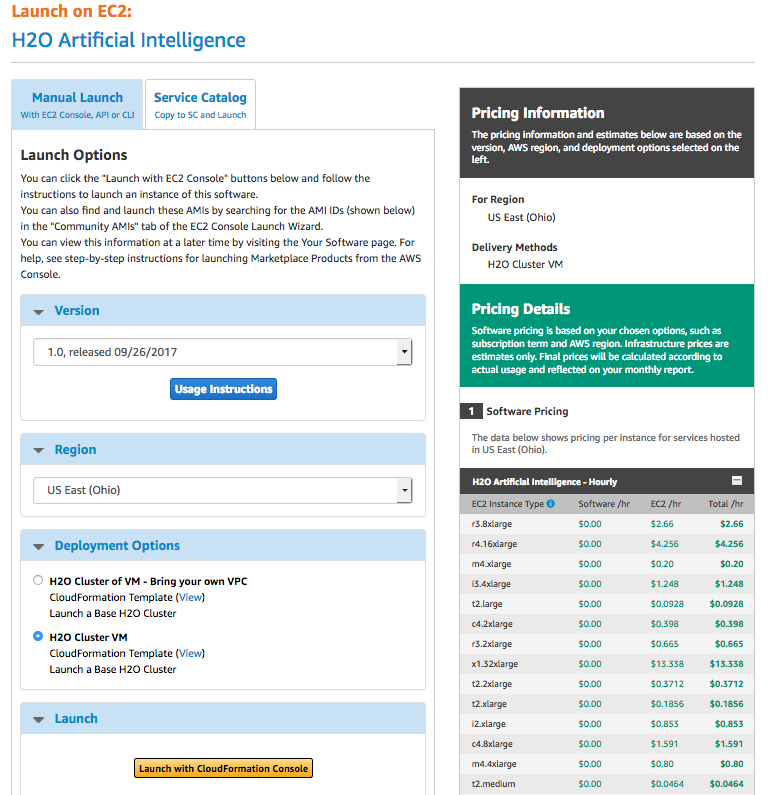 Launch on EC2:
H2O Artificial Intelligence
Manual Launch
With EC2 Console, API or CLI
Service Catalog
Copy to SC and Launch
Launch Options
You can click the "Launch with EC2 Console" buttons below and follow the
instructions to launch an instance of this software.
You can also find and launch these AMIs by searching for the AMI IDs (shown below)
in the "Community AMIs" tab of the EC2 Console Launch Wizard.
You can view this information at a later time by visiting the Your Software page. For
help, see step-by-step instructions for launching Marketplace Products from the AWS
Console.
Version
1.0, released 09/26/2017
Usage Instructions
Region
US East (Ohio)
Deployment Options
H2O Cluster of VM - Bring your own VPC
CloudFormation Template (View)
Launch a Base H2O Cluster
H2O Cluster VM
CloudFormation Template (View)
Launch a Base H2O Cluster
Launch
Launch with CloudFormation Console
Pricing Information
The pricing information and estimates below are based on the
version, AWS region, and deployment options selected on the
left.
For Region
US East (Ohio)
Delivery Methods
H2O Cluster VM
Pricing Details
Software pricing is based on your chosen options, such as
subscription term and AWS region. Infrastructure prices are
estimates only. Final prices will be calculated according to
actual usage and reflected on your monthly report.
1 Software Pricing
The data below shows pricing per instance for services hosted
in US East (Ohio).
H2O Artificial Intelligence - Hourly
EC2 Instance Type Software /hr EC2 /hr Total /hr
r3.8xlarge $0.00 $2.66 $2.66
r4.16xlarge $0.00 $4.256 $4.256
m4.xlarge $0.00 $0.20 $0.20
i3.4xlarge $0.00 $1.248 $1.248
t2.large $0.00 $0.0928 $0.0928
c4.2xlarge $0.00 $0.398 $0.398
r3.2xlarge $0.00 $0.665 $0.665
x1.32xlarge $0.00 $13.338 $13.338
t2.2xlarge $0.00 $0.3712 $0.3712
t2.xlarge $0.00 $0.1856 $0.1856
i2.xlarge $0.00 $0.853 $0.853
c4.8xlarge $0.00 $1.591 $1.591
m4.4xlarge $0.00 $0.80 $0.80
t2.medium $0.00 $0.0464 $0.0464